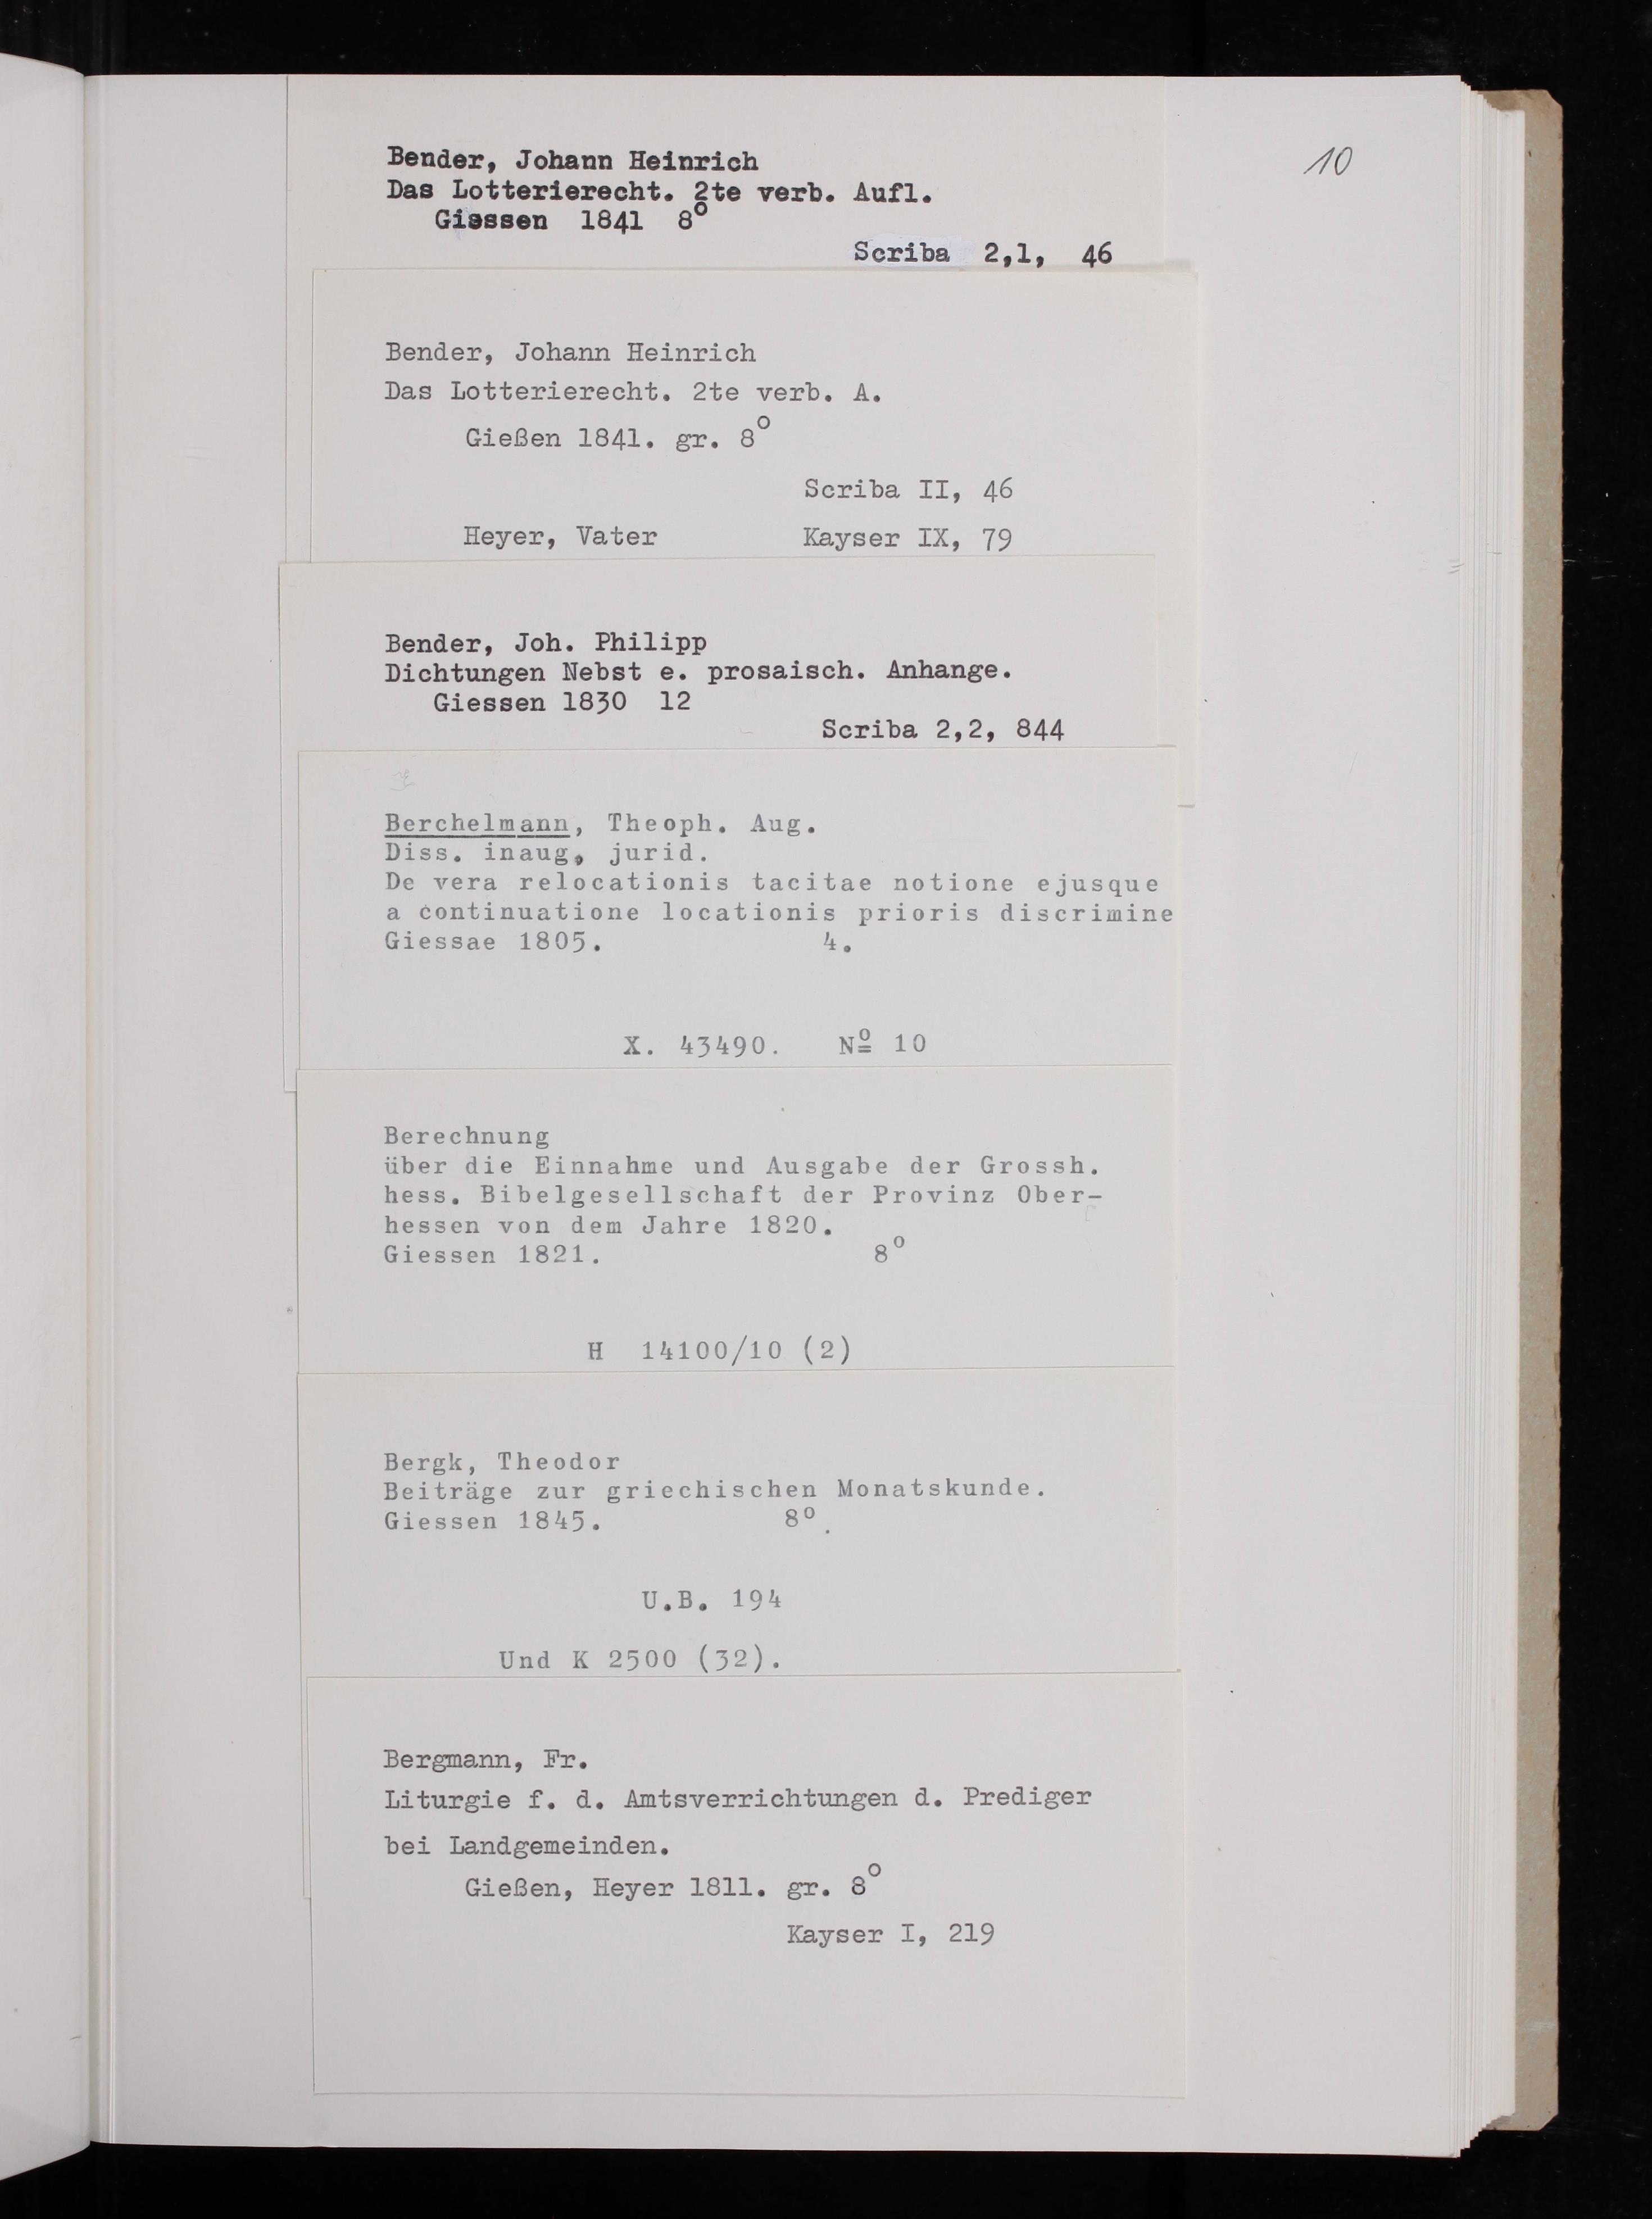 10
Bender, Johann Heinrich
Das Lotterierecht. 2te verb. Aufl.
Giessen 1841 8°
Scriba 2,1, 46
Bender, Johann Heinrich
Das Lotterierecht. 2te verb. A.
Gießen 1841. gr. 8°
Scriba II, 46
Heyer, Vater Kayser IX, 79
Bender, Joh. Philipp
Dichtungen Nebst e. prosaisch. Anhange.
Giessen 1830 12
Scriba 2,2, 844
Berchelmann, Theoph. Aug.
Diss. inaug. jurid.
De vera relocationis tacitae notione ejusque
a continuatione locationis prioris discrimine
Giessae 1805. 4.
X. 43490. Nº 10
Berechnung
über die Einnahme und Ausgabe der Grossh.
hess. Bibelgesellschaft der Provinz Ober-
hessen von dem Jahre 1820.
Giessen 1821. 8°
H 14100/10 (2)
Bergk, Theodor
Beiträge zur griechischen Monatskunde.
Giessen 1845. 8°.
U.B. 194
Und K 2500 (32).
Bergmann, Fr.
Liturgie f. d. Amtsverrichtungen d. Prediger
bei Landgemeinden.
Gießen, Heyer 1811. gr. 8°
Kayser I, 219